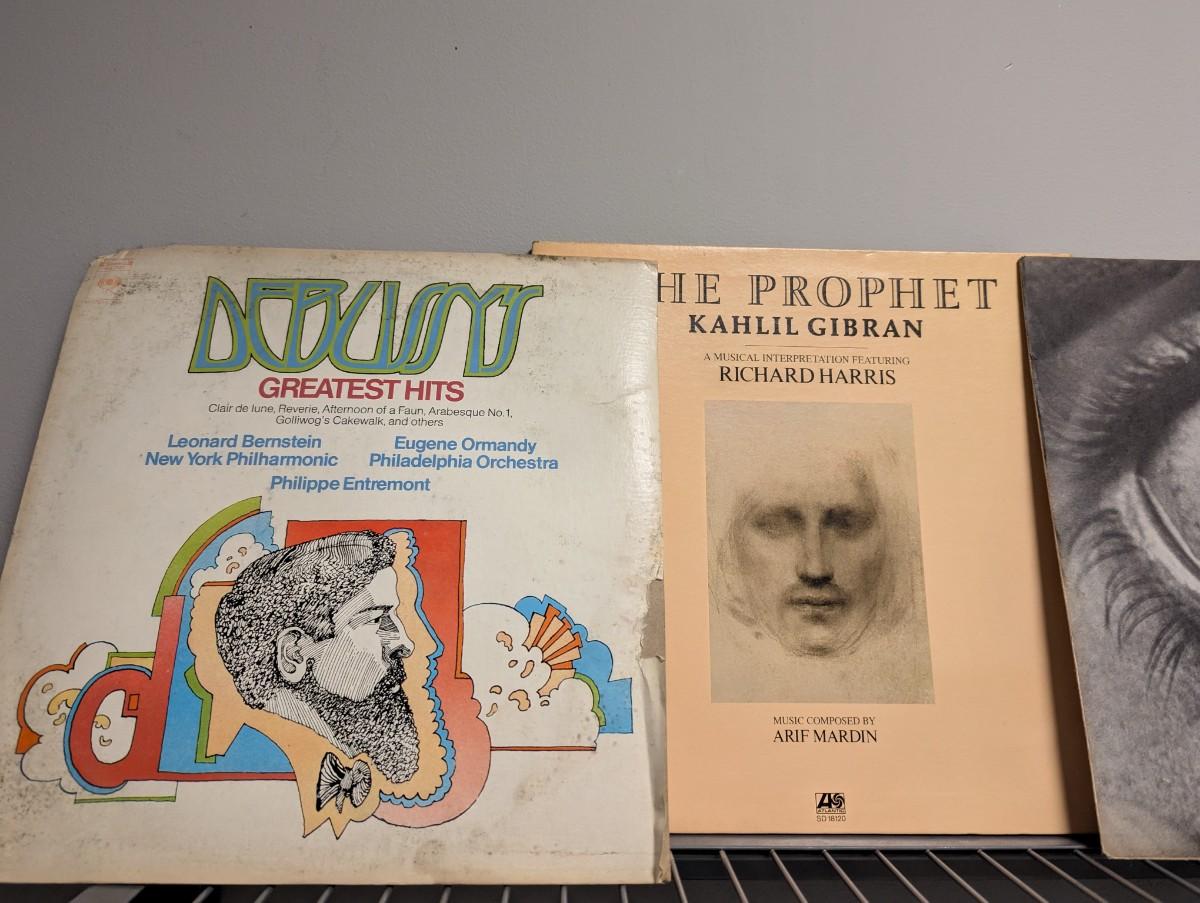 DEBUSSY'S
GREATEST HITS
Clair de lune, Reverie, Afternoon of a Faun, Arabesque No.1,
Golliwog's Cakewalk, and others
Leonard Bernstein
New York Philharmonic
Eugene Ormandy
Philadelphia Orchestra
Philippe Entremont
HE PROPHET
KAHLIL GIBRAN
A MUSICAL INTERPRETATION FEATURING
RICHARD HARRIS
MUSIC COMPOSED BY
ARIF MARDIN
ATLANTIC
SD 18120